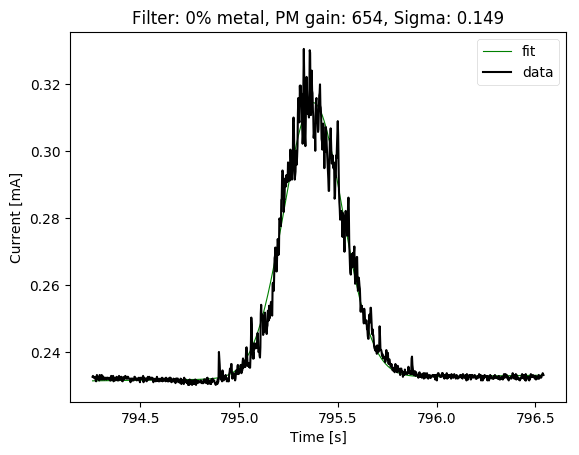 Filter: 0% metal, PM gain: 654, Sigma: 0.149
fit
data
0.32
0.30
0.28
0.26
0.24
Current [mA]
794.5
795.0
795.5
796.0
796.5
Time [s]